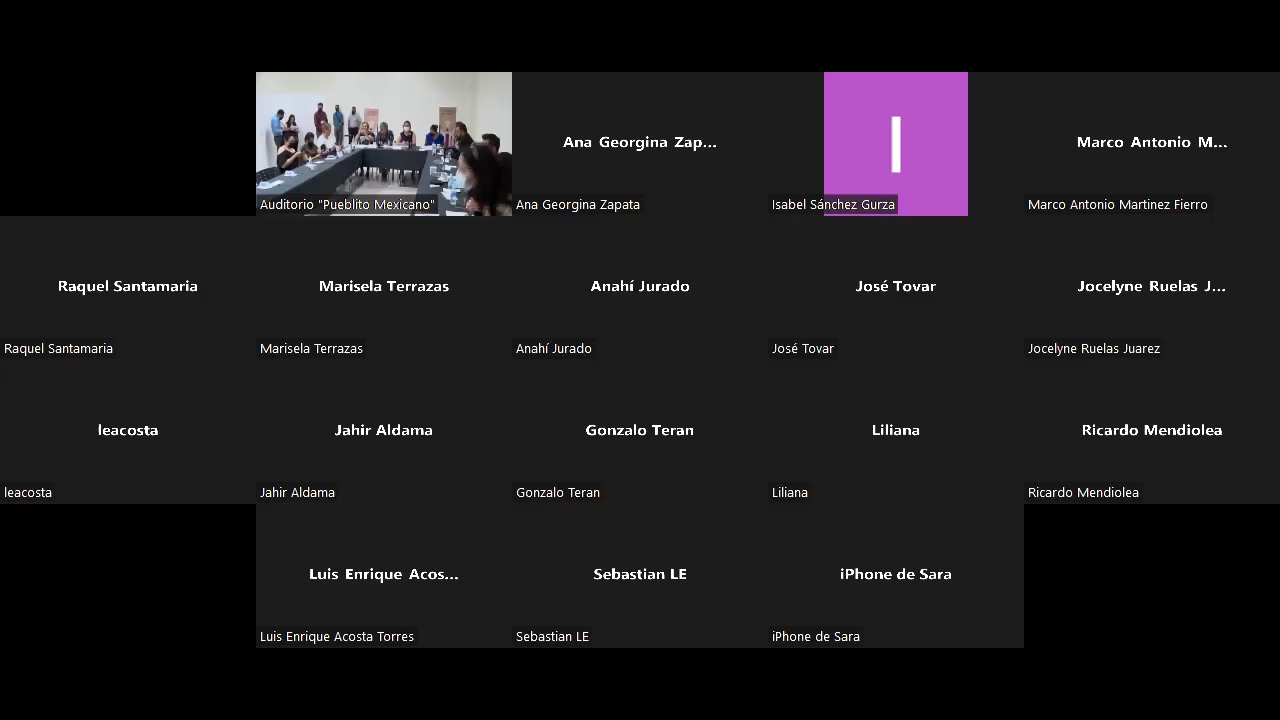 Ana Georgina Zap...
I
Marco Antonio M...
Auditorio "Pueblito Mexicano"
Ana Georgina Zapata
Isabel Sánchez Gurza
Marco Antonio Martinez Fierro
Raquel Santamaria
Marisela Terrazas
Anahí Jurado
José Tovar
Jocelyne Ruelas J...
Raquel Santamaria
Marisela Terrazas
Anahí Jurado
José Tovar
Jocelyne Ruelas Juarez
leacosta
Jahir Aldama
Gonzalo Teran
Liliana
Ricardo Mendiolea
leacosta
Jahir Aldama
Gonzalo Teran
Liliana
Ricardo Mendiolea
Luis Enrique Acos...
Sebastian LE
iPhone de Sara
Luis Enrique Acosta Torres
Sebastian LE
iPhone de Sara